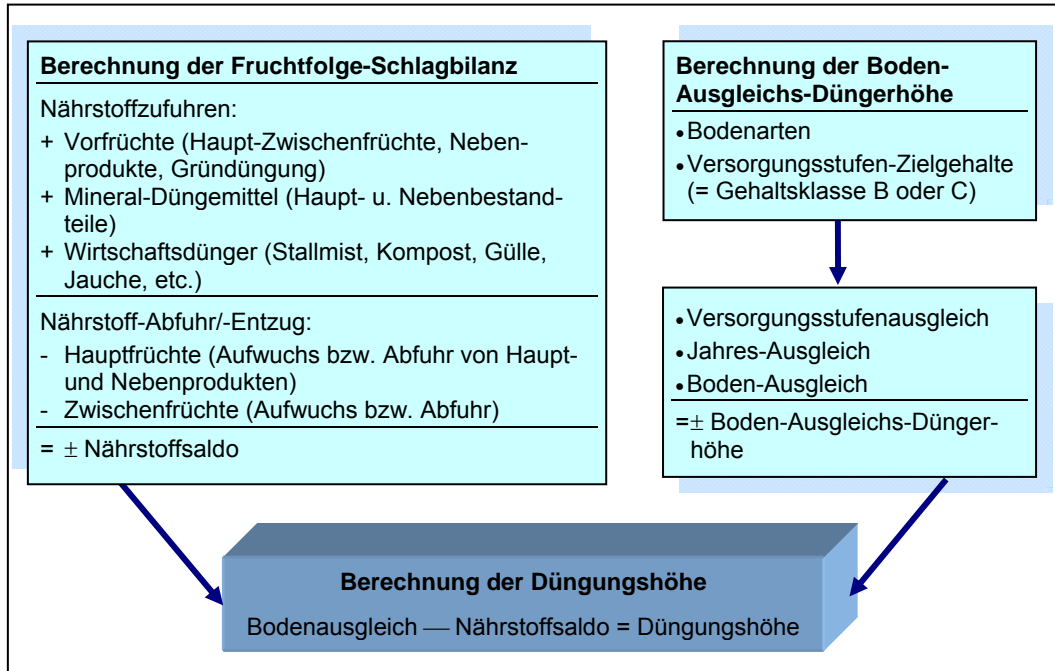 Berechnung der Fruchtfolge-Schlagbilanz
Nährstoffzufuhren:
+ Vorfrüchte (Haupt-Zwischenfrüchte, Neben-
produkte, Gründüngung)
+ Mineral-Düngemittel (Haupt- u. Nebenbestand-
teile)
+ Wirtschaftsdünger (Stallmist, Kompost, Gülle,
Jauche, etc.)
Nährstoff-Abfuhr/-Entzug:
- Hauptfrüchte (Aufwuchs bzw. Abfuhr von Haupt-
und Nebenprodukten)
- Zwischenfrüchte (Aufwuchs bzw. Abfuhr)
= ± Nährstoffsaldo
Berechnung der Boden-
Ausgleichs-Düngerhöhe
•Bodenarten
•Versorgungsstufen-Zielgehalte
(= Gehaltsklasse B oder C)
•Versorgungsstufenausgleich
•Jahres-Ausgleich
•Boden-Ausgleich
=± Boden-Ausgleichs-Dünger-
höhe
Berechnung der Düngungshöhe
Bodenausgleich — Nährstoffsaldo = Düngungshöhe